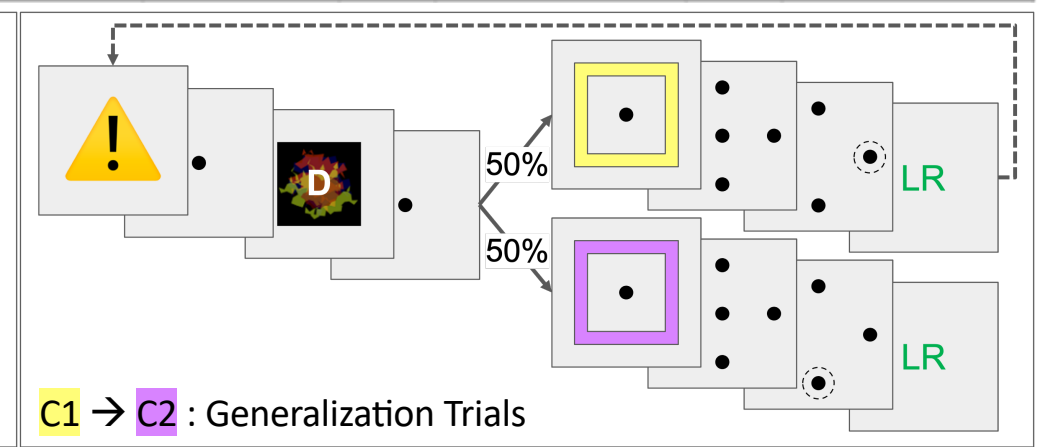 !
D
50%
LR
50%
LR
C1 → C2 : Generalization Trials